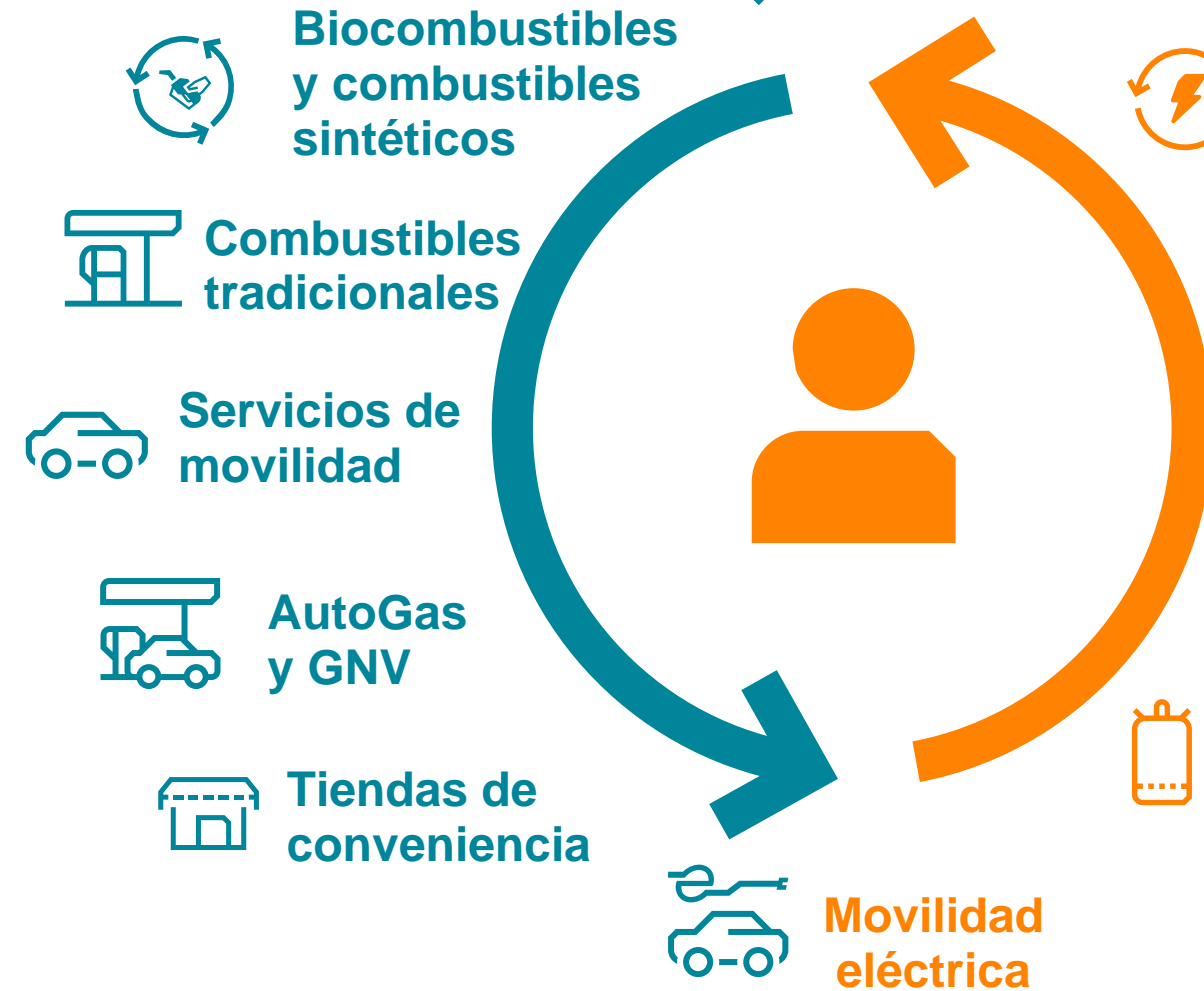 Biocombustibles
y combustibles
sintéticos
Combustibles
tradicionales
Servicios de
movilidad
AutoGas
y GNV
Tiendas de
conveniencia
Movilidad
eléctrica